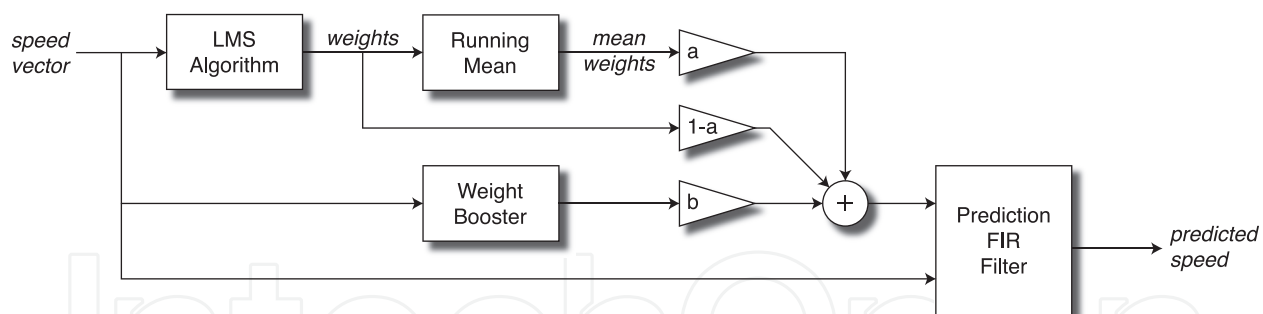 speed
vector
LMS
Algorithm
weights
Running
Mean
mean
weights
a
1-a
Weight
Booster
b
+
Prediction
FIR
Filter
predicted
speed